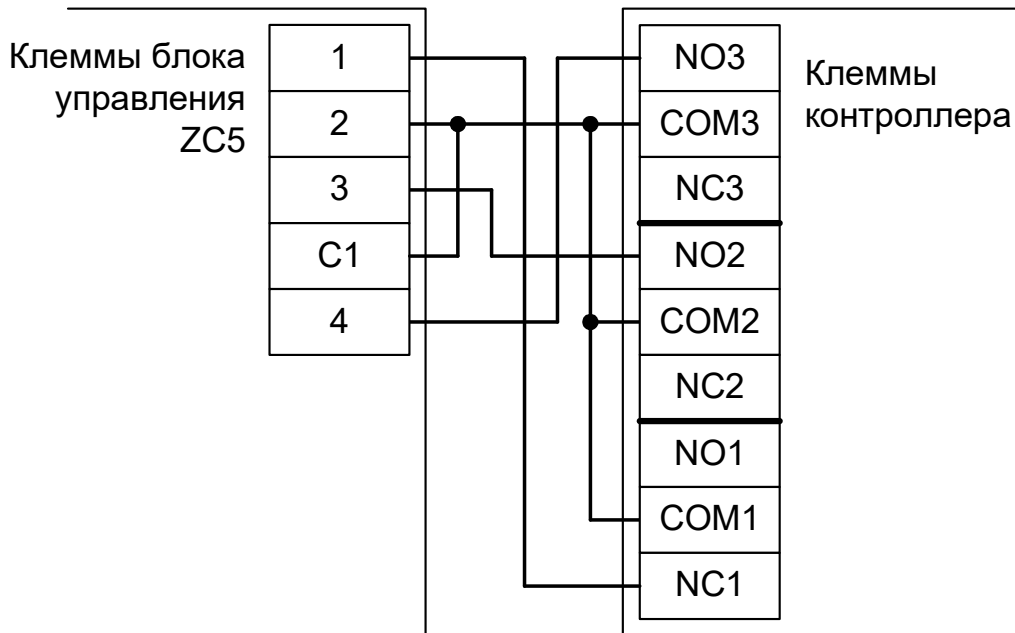 Клеммы блока
управления
ZC5
1
2
3
C1
4
NO3
COM3
NC3
NO2
COM2
NC2
NO1
COM1
NC1
Клеммы
контроллера